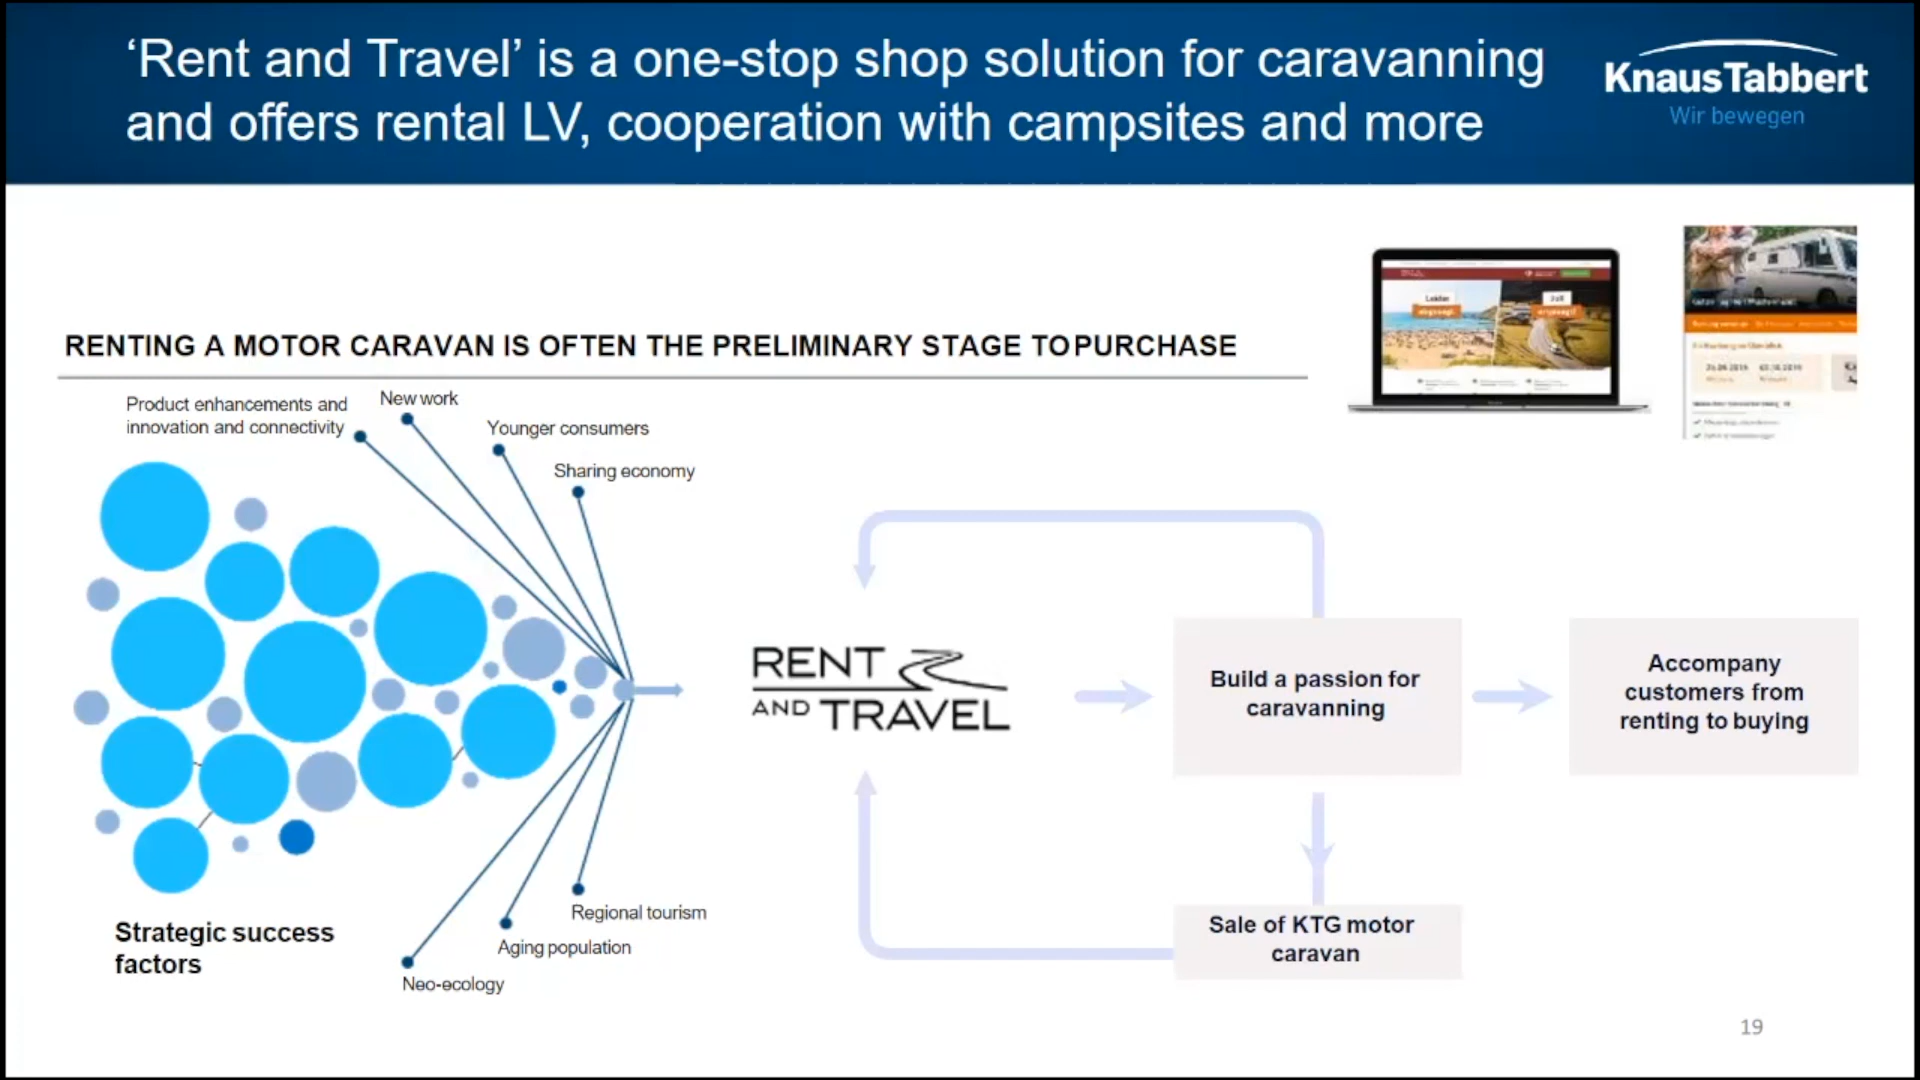 ‘Rent and Travel’ is a one-stop shop solution for caravanning
and offers rental LV, cooperation with campsites and more
KnausTabbert
Wir bewegen
RENTING A MOTOR CARAVAN IS OFTEN THE PRELIMINARY STAGE TO PURCHASE
Product enhancements and
innovation and connectivity
New work
Younger consumers
Sharing economy
RENT
AND TRAVEL
Build a passion for
caravanning
Accompany
customers from
renting to buying
Sale of KTG motor
caravan
Regional tourism
Aging population
Neo-ecology
Strategic success
factors
19